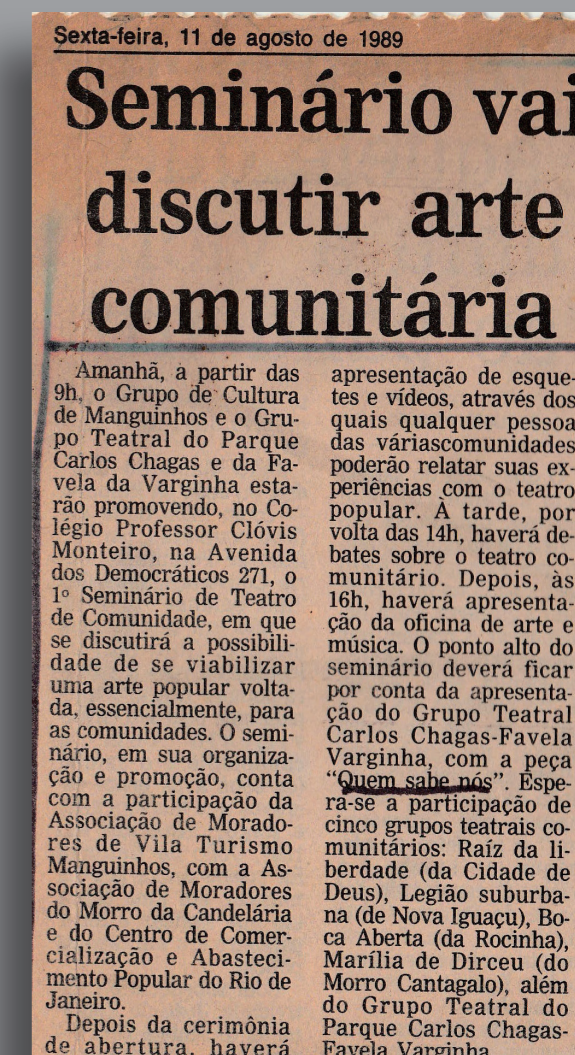 Sexta-feira, 11 de agosto de 1989
Seminário vai
discutir arte
comunitária
Amanhã, a partir das
9h, o Grupo de Cultura
de Manguinhos e o Gru-
po Teatral do Parque
Carlos Chagas e da Fa-
vela da Varginha esta-
rão promovendo, no Co-
légio Professor Clóvis
Monteiro, na Avenida
dos Democráticos 271, o
1º Seminário de Teatro
de Comunidade, em que
se discutirá a possibili-
dade de se viabilizar
uma arte popular volta-
da, essencialmente, para
as comunidades. O semi-
nário, em sua organiza-
ção e promoção, conta
com a participação da
Associação de Morado-
res de Vila Turismo
Manguinhos, com a As-
sociação de Moradores
do Morro da Candelária
e do Centro de Comer-
cialização e Abasteci-
mento Popular do Rio de
Janeiro.
Depois da cerimônia
de abertura, haverá
apresentação de esque-
tes e vídeos, através dos
quais qualquer pessoa
das váriascomunidades
poderão relatar suas ex-
periências com o teatro
popular. À tarde, por
volta das 14h, haverá de-
bates sobre o teatro co-
munitário. Depois, às
16h, haverá apresenta-
ção da oficina de arte e
música. O ponto alto do
seminário deverá ficar
por conta da apresenta-
ção do Grupo Teatral
Carlos Chagas-Favela
Varginha, com a peça
“Quem sabe nós”. Espe-
ra-se a participação de
cinco grupos teatrais co-
munitários: Raíz da li-
berdade (da Cidade de
Deus), Legião suburba-
na (de Nova Iguaçu), Bo-
ca Aberta (da Rocinha),
Marília de Dirceu (do
Morro Cantagalo), além
do Grupo Teatral do
Parque Carlos Chagas-
Favela Varginha